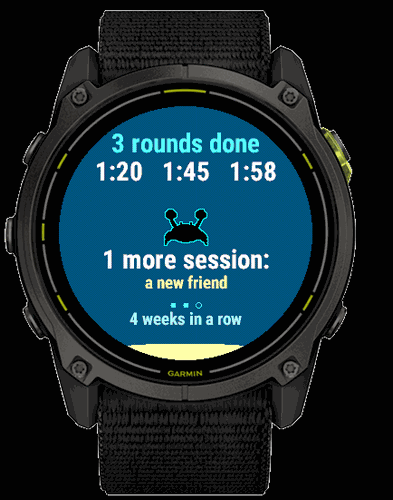 3 rounds done
1:20 1:45 1:58
1 more session:
a new friend
4 weeks in a row
GARMIN